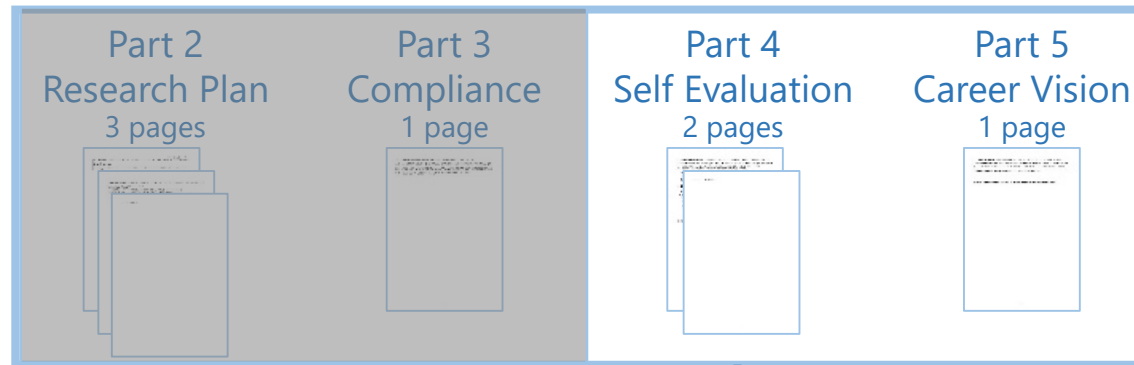 Part 2
Research Plan
3 pages
Part 3
Compliance
1 page
Part 4
Self Evaluation
2 pages
Part 5
Career Vision
1 page